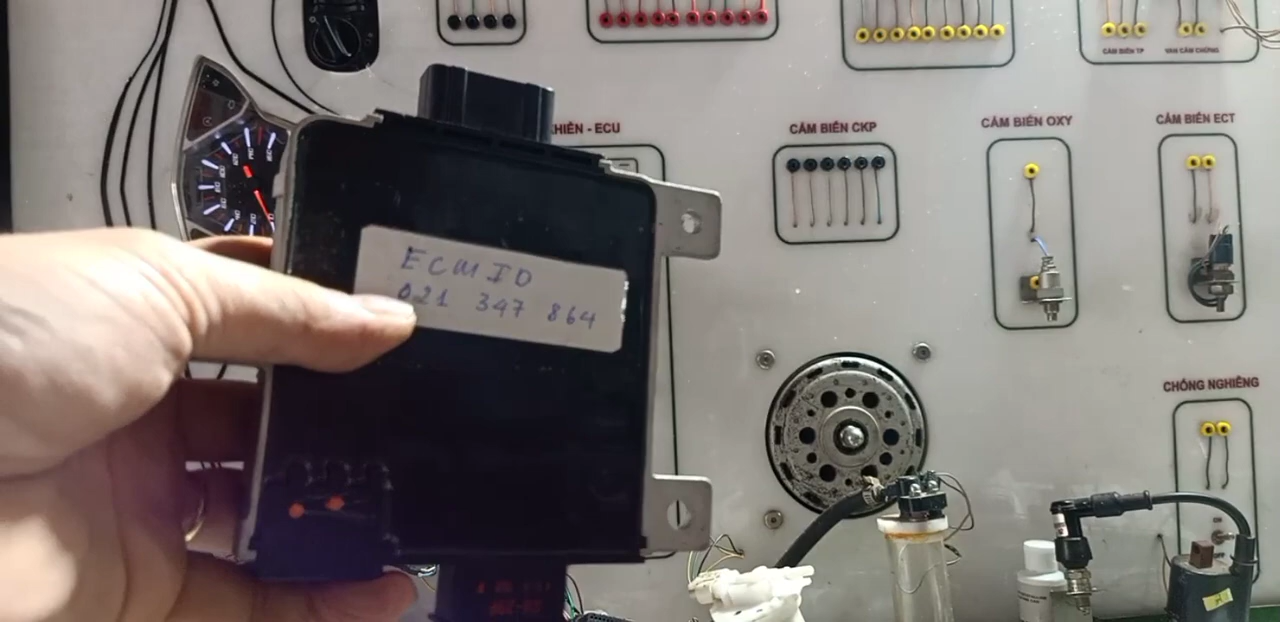 CẢM BIẾN TP
VAN CẦM CHỪNG
KHIỂN - ECU
CẢM BIẾN CKP
CẢM BIẾN OXY
CẢM BIẾN ECT
ECM ID
021 347 864
CHỐNG NGHIÊNG